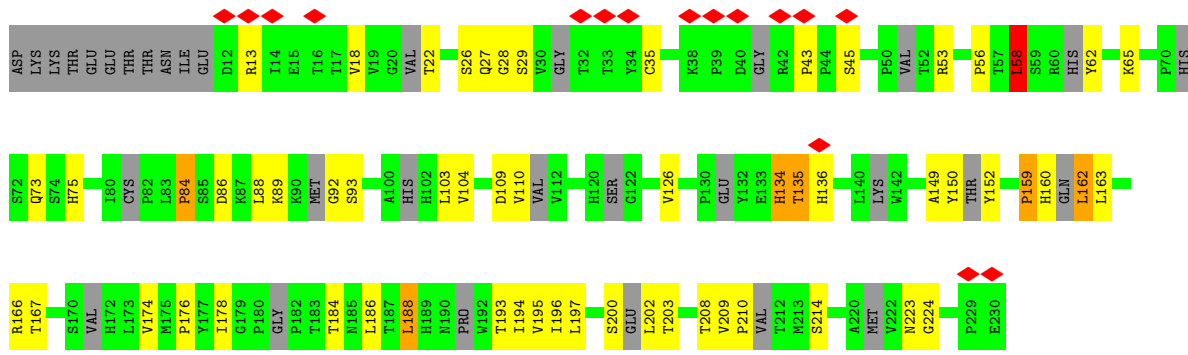 ASP LYS LYS THR GLU GLU THR THR ASN ILE GLU D12 R13 I14 E15 T16 T17 V18 V19 G20 VAL T22 S26 Q27 G28 S29 V30 GLY T32 T33 Y34 C35 K38 P39 D40 GLY R42 P43 P44 S45 P50 VAL T52 R53 P56 T57 L58 S59 R60 HIS Y62 K65 P70 HIS
S72 Q73 S74 H75 I80 CYS P82 L83 P84 S85 D86 K87 L88 K89 K90 MET G92 S93 A100 HIS H102 L103 V104 D109 V110 VAL V112 H120 SER G122 V126 P130 GLU Y132 E133 H134 T135 H136 L140 LYS W142 A149 Y150 THR Y152 P159 H160 GLN L162 L163
R166 T167 S170 VAL H172 L173 V174 M175 P176 Y177 I178 G179 P180 GLY P182 T183 T184 N185 L186 T187 L188 H189 N190 PRO W192 T193 I194 V195 I196 L197 S200 GLU L202 T203 T208 V209 P210 VAL T212 M213 S214 A220 MET V222 N223 G224 P229 E230